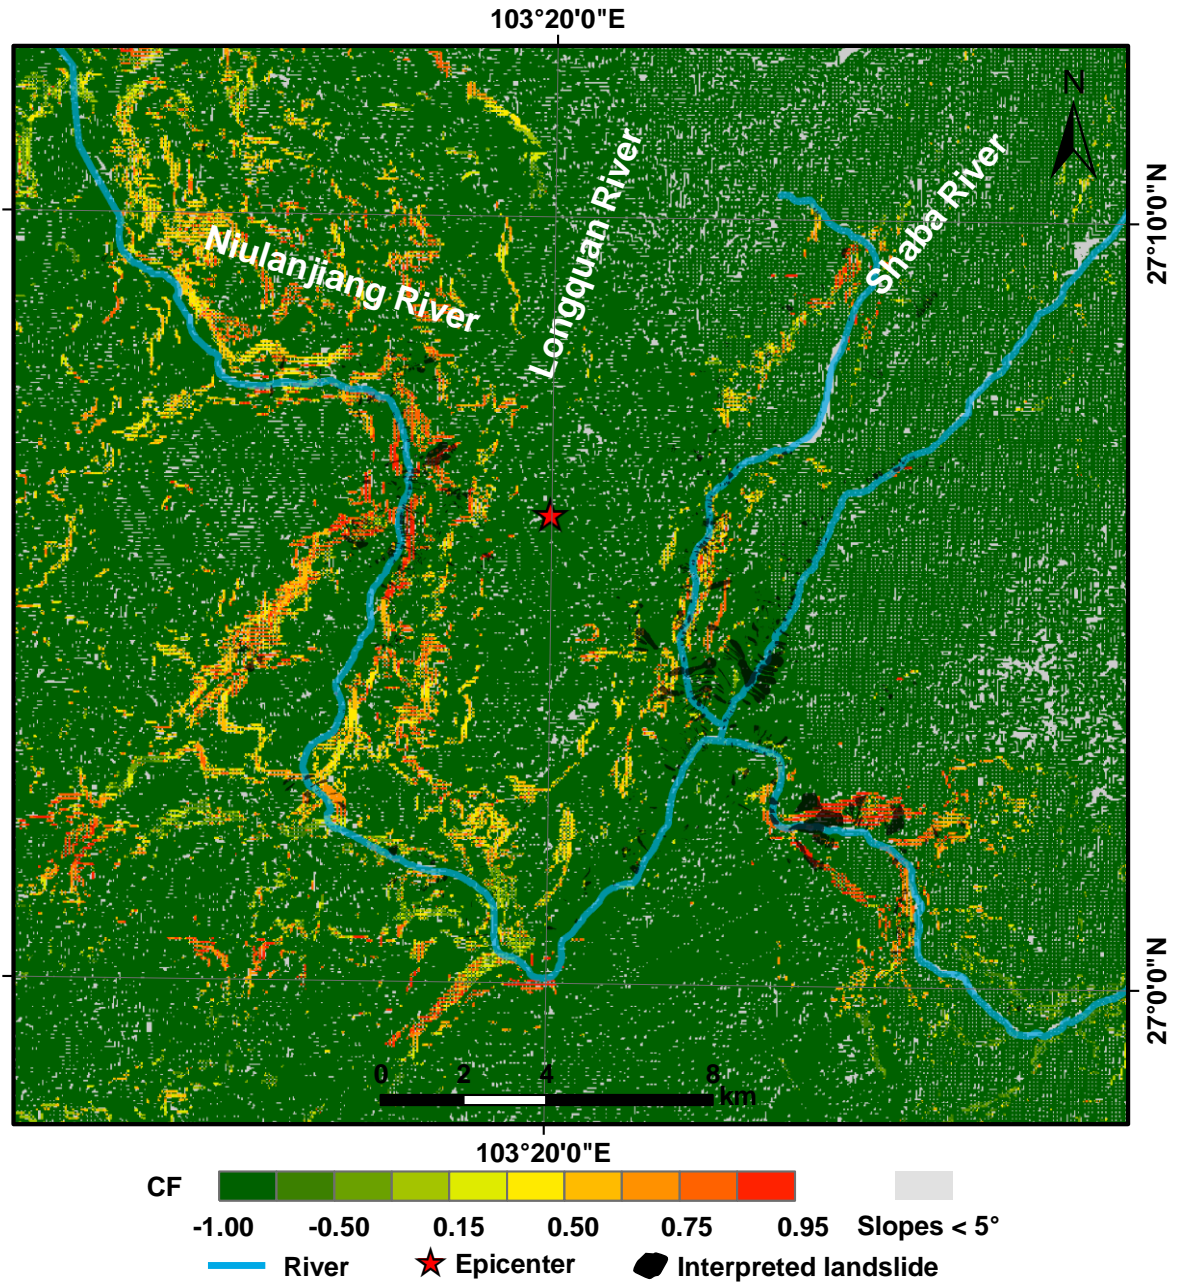 103°20'0"E
N
27°10'0"N
Niulanjiang River
Longquan River
Shaba River
27°0'0"N
0 2 4 8
km
103°20'0"E
CF
-1.00 -0.50 0.15 0.50 0.75 0.95 Slopes < 5°
River Epicenter Interpreted landslide